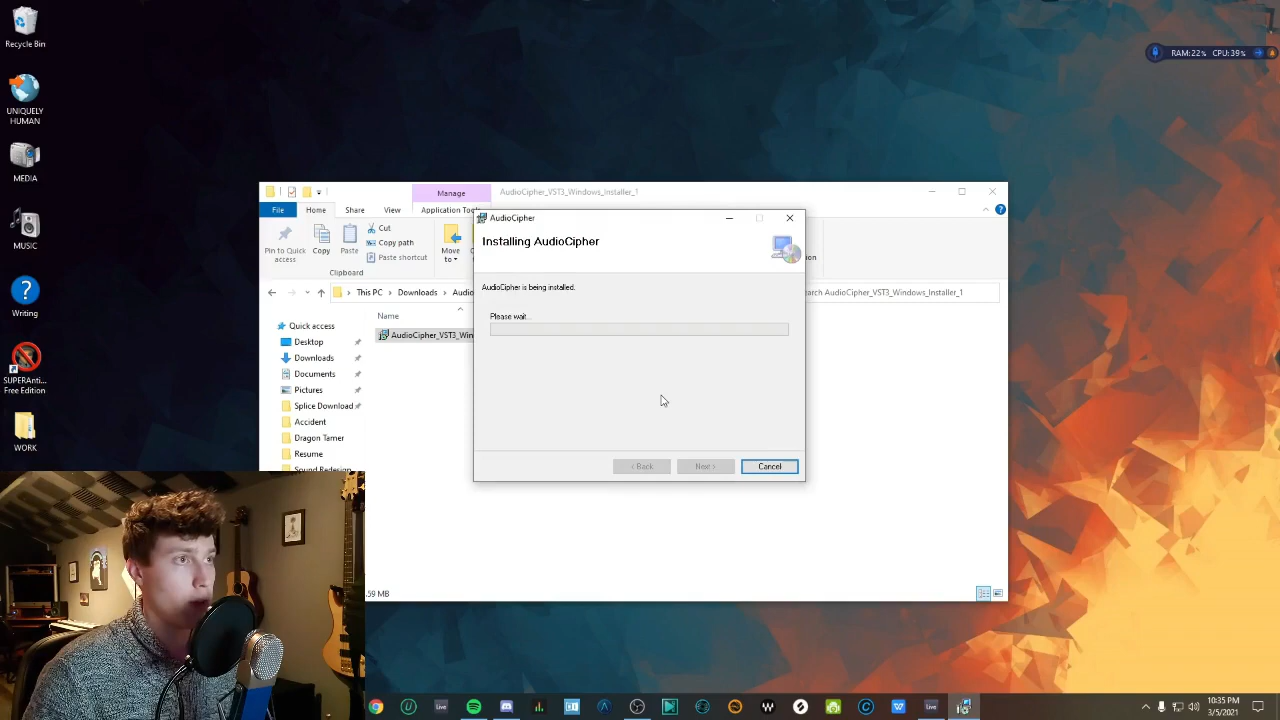 Recycle Bin
UNIQUELY
HUMAN
MEDIA
MUSIC
Writing
SUPERAnti...
Free Edition
WORK
RAM:22% CPU:39%
Manage
AudioCipher_VST3_Windows_Installer_1
File
Home
Share
View
Application Tools
Pin to Quick
access
Copy
Paste
Cut
Copy path
Paste shortcut
Move
to
Clipboard
This PC > Downloads >
AudioCipher_VST3_Windows_Installer_1
Name
AudioCipher_VST3_Win
Quick access
Desktop
Downloads
Documents
Pictures
Splice Download
Accident
Dragon Tamer
Resume
Sound Redesign
.59 MB
AudioCipher
Installing AudioCipher
AudioCipher is being installed.
Please wait...
< Back
Next >
Cancel
Live
Live
10:35 PM
3/5/2021